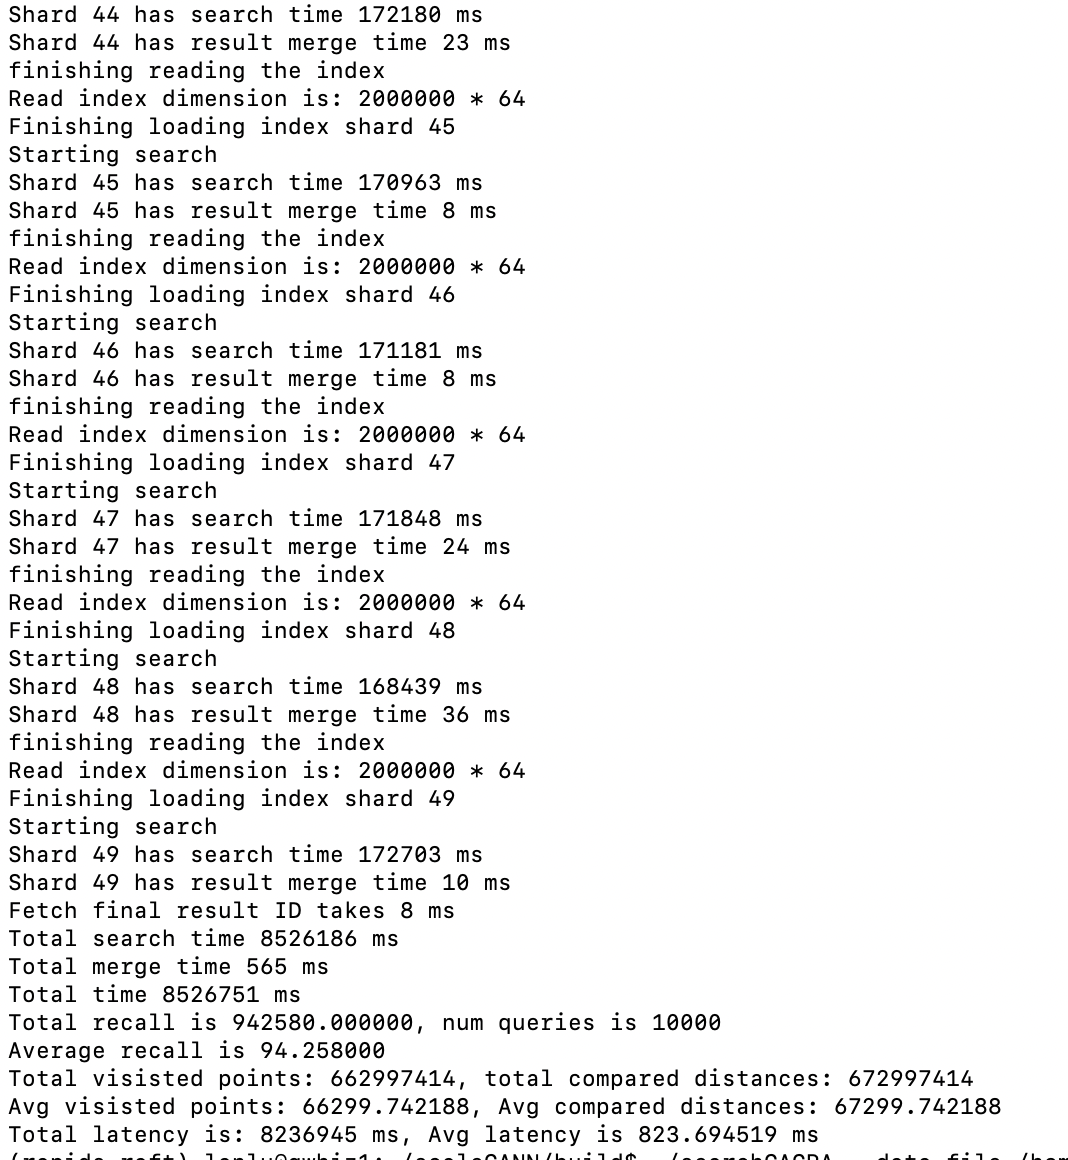 Shard 44 has search time 172180 ms
Shard 44 has result merge time 23 ms
finishing reading the index
Read index dimension is: 2000000 * 64
Finishing loading index shard 45
Starting search
Shard 45 has search time 170963 ms
Shard 45 has result merge time 8 ms
finishing reading the index
Read index dimension is: 2000000 * 64
Finishing loading index shard 46
Starting search
Shard 46 has search time 171181 ms
Shard 46 has result merge time 8 ms
finishing reading the index
Read index dimension is: 2000000 * 64
Finishing loading index shard 47
Starting search
Shard 47 has search time 171848 ms
Shard 47 has result merge time 24 ms
finishing reading the index
Read index dimension is: 2000000 * 64
Finishing loading index shard 48
Starting search
Shard 48 has search time 168439 ms
Shard 48 has result merge time 36 ms
finishing reading the index
Read index dimension is: 2000000 * 64
Finishing loading index shard 49
Starting search
Shard 49 has search time 172703 ms
Shard 49 has result merge time 10 ms
Fetch final result ID takes 8 ms
Total search time 8526186 ms
Total merge time 565 ms
Total time 8526751 ms
Total recall is 942580.000000, num queries is 10000
Average recall is 94.258000
Total visisted points: 662997414, total compared distances: 672997414
Avg visisted points: 66299.742188, Avg compared distances: 67299.742188
Total latency is: 8236945 ms, Avg latency is 823.694519 ms